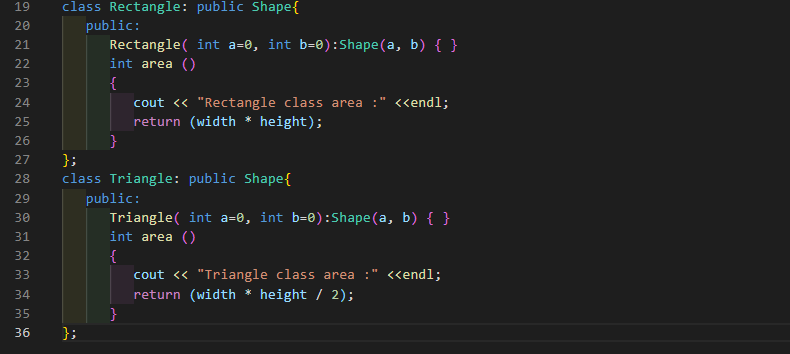 19 class Rectangle: public Shape{
20 public:
21 Rectangle( int a=0, int b=0):Shape(a, b) { }
22 int area ()
23 {
24 cout << "Rectangle class area :" <<endl;
25 return (width * height);
26 }
27 };
28 class Triangle: public Shape{
29 public:
30 Triangle( int a=0, int b=0):Shape(a, b) { }
31 int area ()
32 {
33 cout << "Triangle class area :" <<endl;
34 return (width * height / 2);
35 }
36 };